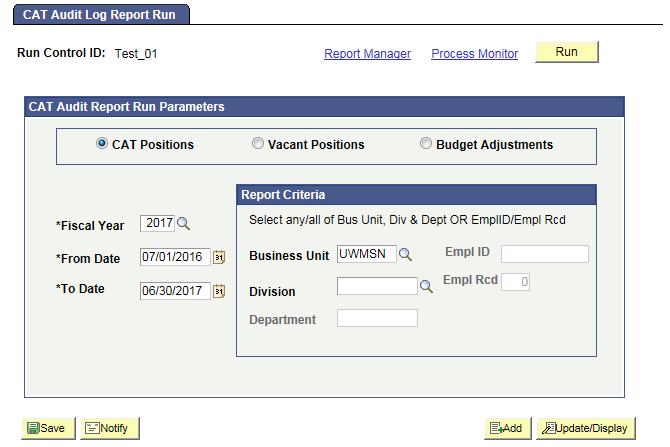 CAT Audit Log Report Run
Run Control ID: Test_01 Report Manager Process Monitor Run
CAT Audit Report Run Parameters
CAT Positions Vacant Positions Budget Adjustments
*Fiscal Year 2017
*From Date 07/01/2016 31
*To Date 06/30/2017 31
Report Criteria
Select any/all of Bus Unit, Div & Dept OR EmplID/Empl Rcd
Business Unit UWMSN Empl ID
Division Empl Rcd 0
Department
Save Notify Add Update/Display